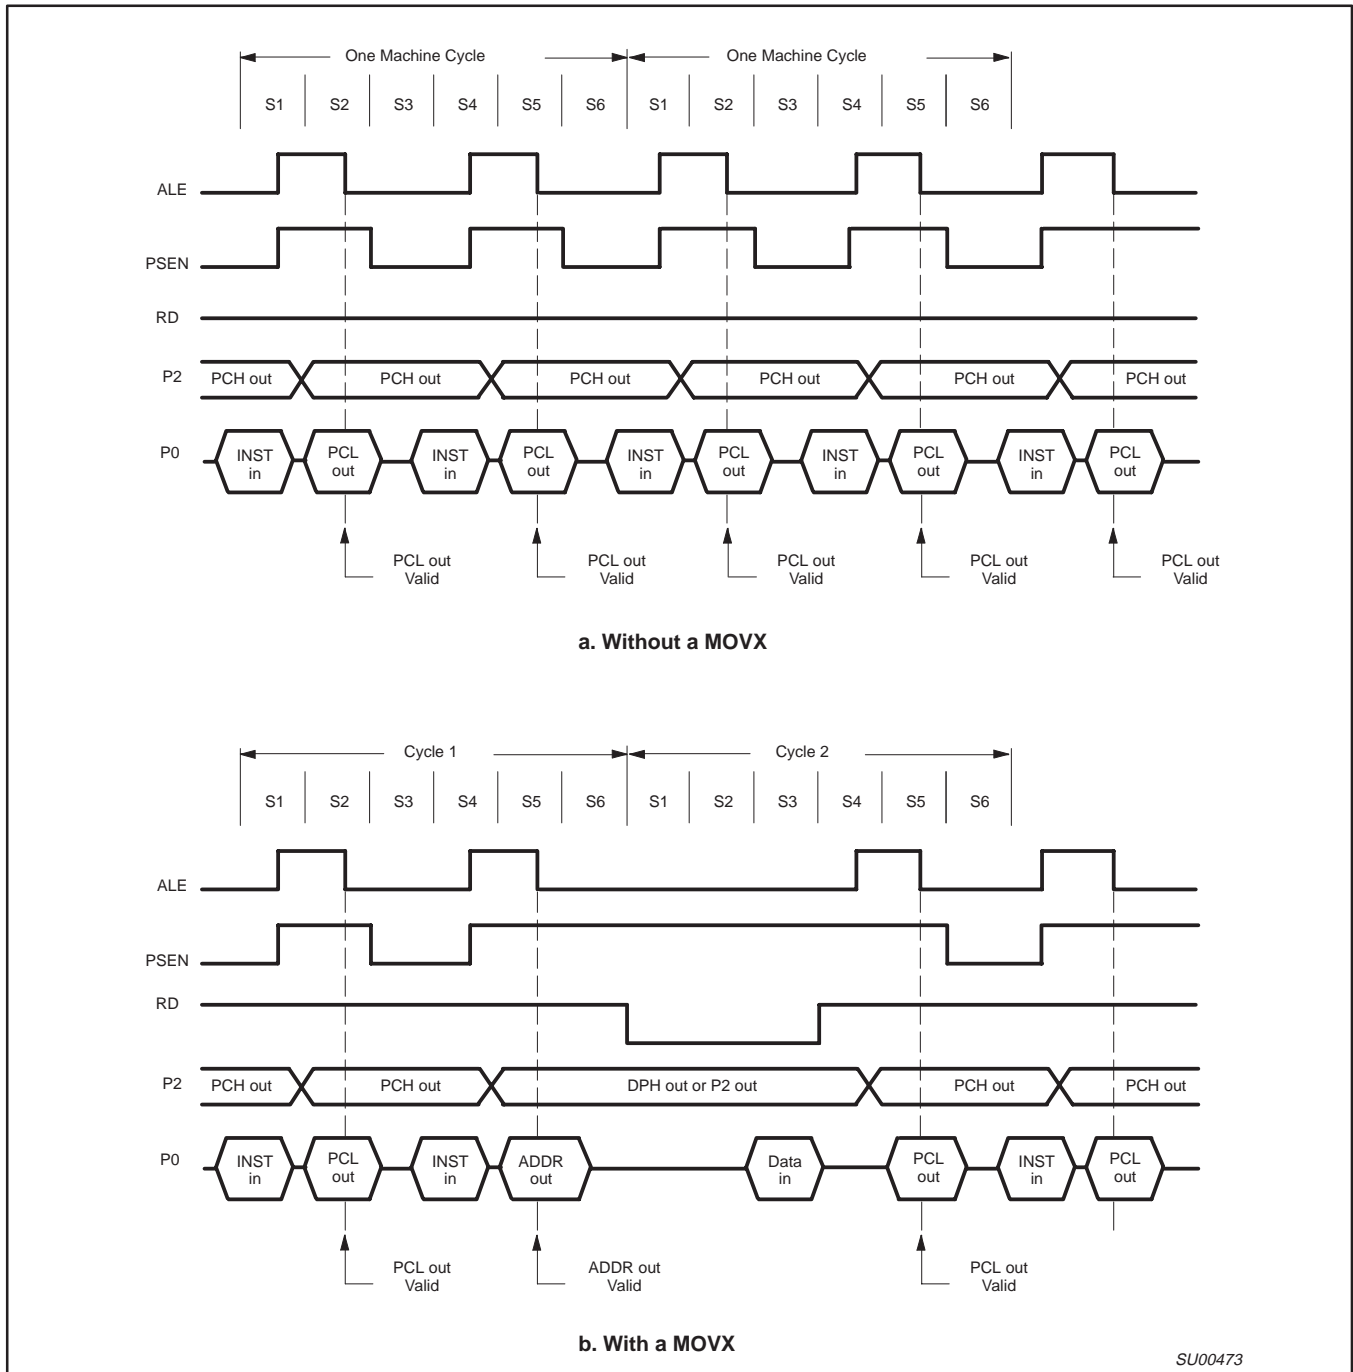 One Machine Cycle One Machine Cycle
S1 S2 S3 S4 S5 S6 S1 S2 S3 S4 S5 S6
ALE
PSEN
RD
P2 PCH out PCH out PCH out PCH out PCH out PCH out
P0 INST in PCL out INST in PCL out INST in PCL out INST in PCL out INST in PCL out
PCL out Valid PCL out Valid PCL out Valid PCL out Valid PCL out Valid
a. Without a MOVX
Cycle 1 Cycle 2
S1 S2 S3 S4 S5 S6 S1 S2 S3 S4 S5 S6
ALE
PSEN
RD
P2 PCH out PCH out DPH out or P2 out PCH out PCH out
P0 INST in PCL out INST in ADDR out Data in PCL out INST in PCL out
PCL out Valid ADDR out Valid PCL out Valid
b. With a MOVX
SU00473